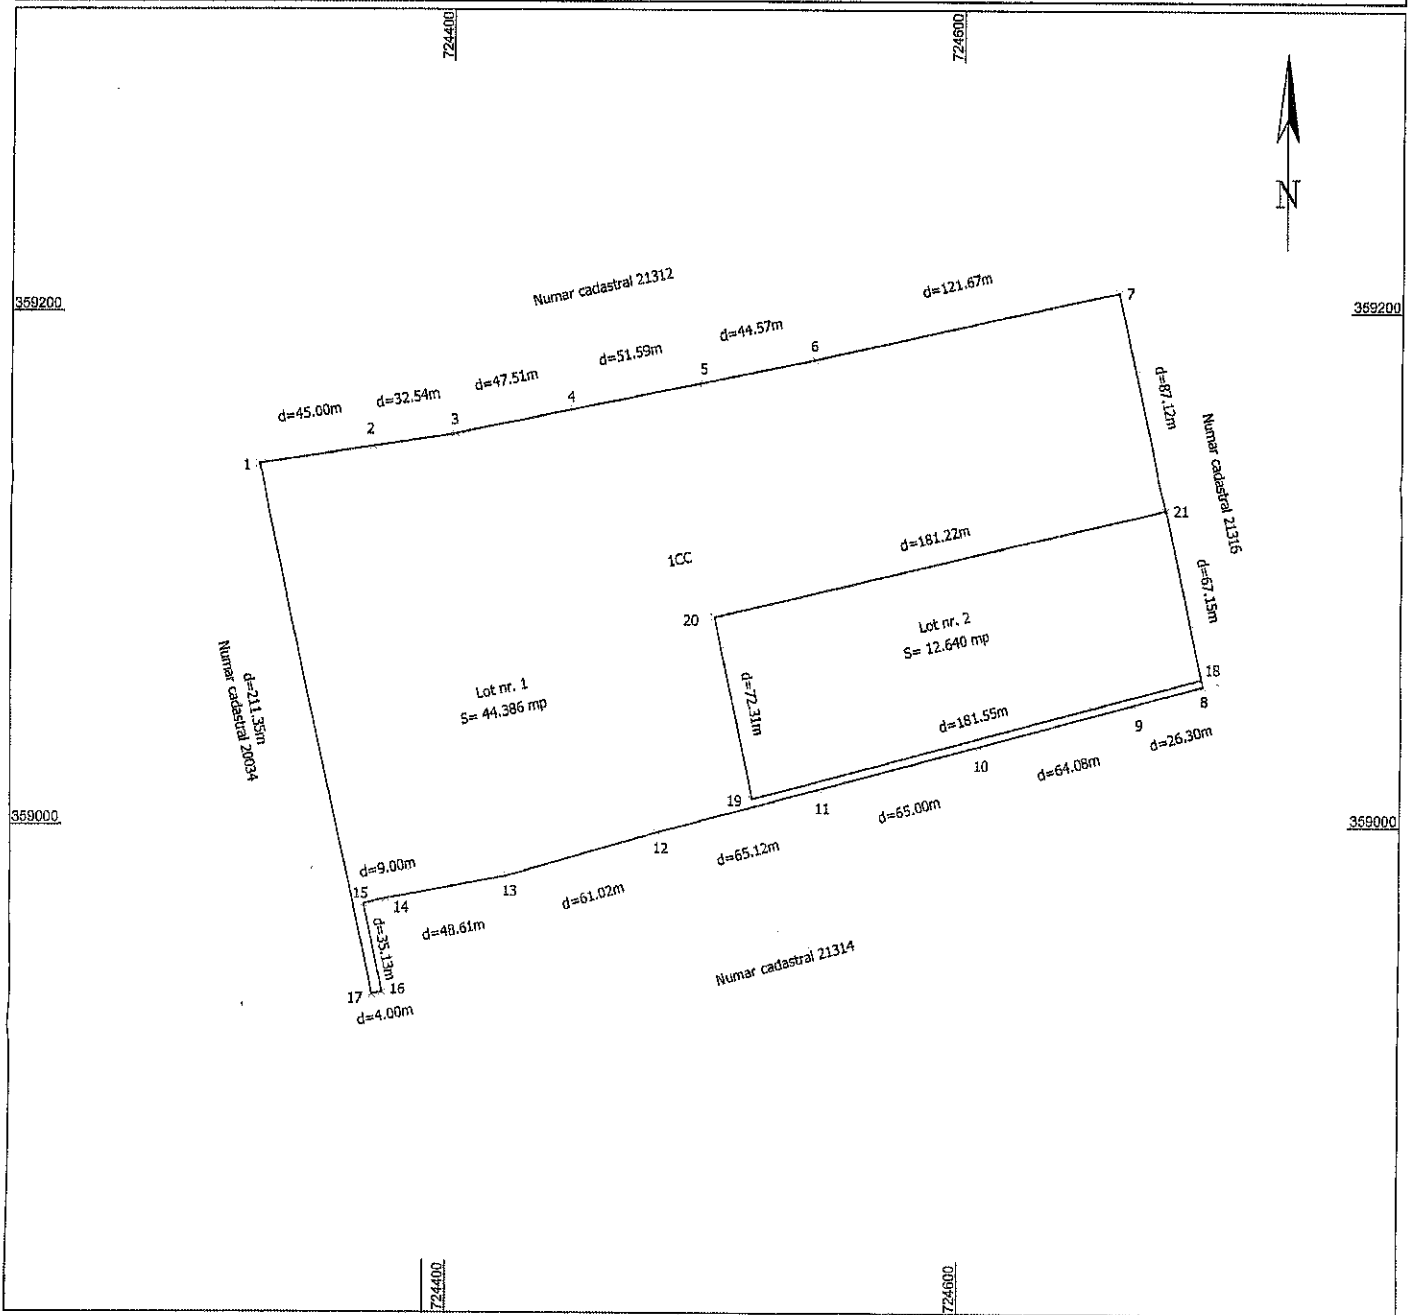 724400
724600
N
Numar cadastral 21312
d=121.67m
7
359200
359200
d=44.57m
6
d=51.59m
5
d=47.51m
4
d=32.54m
3
d=45.00m
2
1
d=87.12m
Numar cadastral 21316
21
d=181.22m
1CC
d=67.15m
20
Lot nr. 2
S= 12.640 mp
18
8
Numar cadastral 20034
d=211.35m
Lot nr. 1
S= 44.386 mp
d=72.31m
d=181.55m
9
d=26.30m
10
d=64.08m
19
11
d=65.00m
359000
359000
12
d=65.12m
d=9.00m
15
14
13
d=61.02m
d=48.61m
d=35.13m
Numar cadastral 21314
17
16
d=4.00m
724400
724600